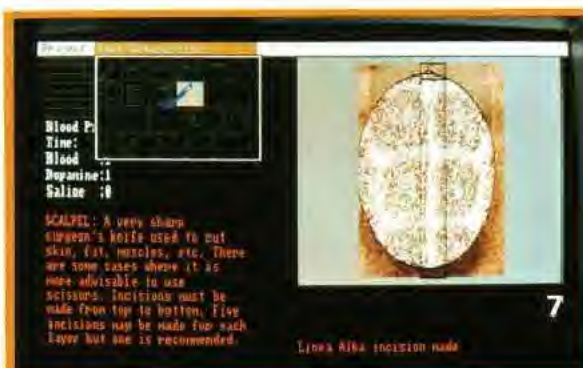 Blood P
Time:
Blood
Dopamine:1
Saline :0
SCALPEL: A very sharp
surgeon's knife used to cut
skin, fat, muscles, etc. There
are some cases where it is
more advisable to use
scissors. Incisions must be
made from top to bottom. Five
incisions may be made for each
layer but one is recommended.
Linea Alba incision made
7